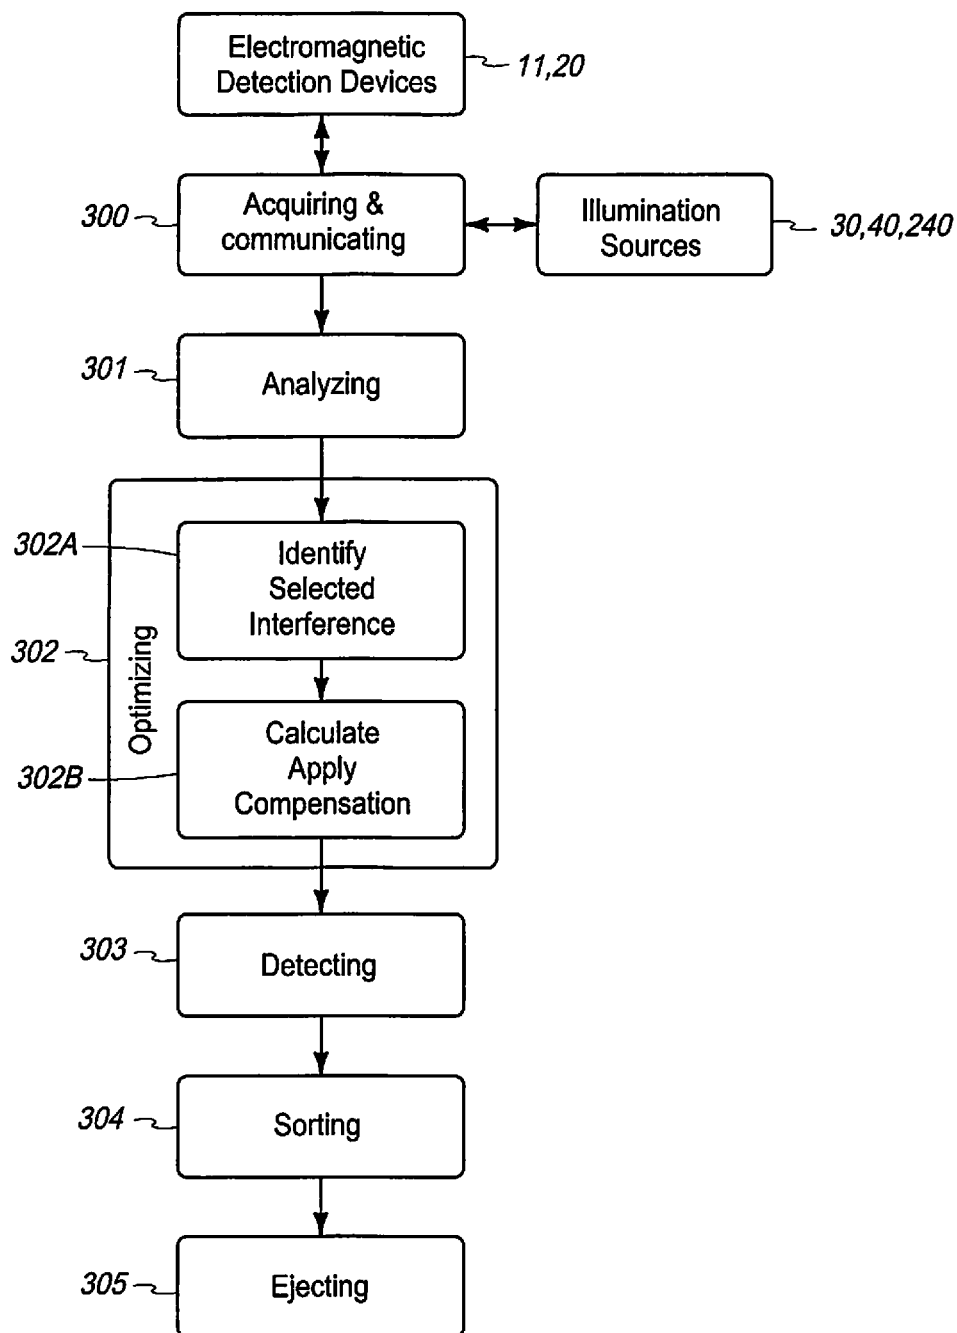 Electromagnetic
Detection Devices
11,20
300
Acquiring &
communicating
Illumination
Sources
30,40,240
301
Analyzing
302A
Identify
Selected
Interference
302
Optimizing
302B
Calculate
Apply
Compensation
303
Detecting
304
Sorting
305
Ejecting